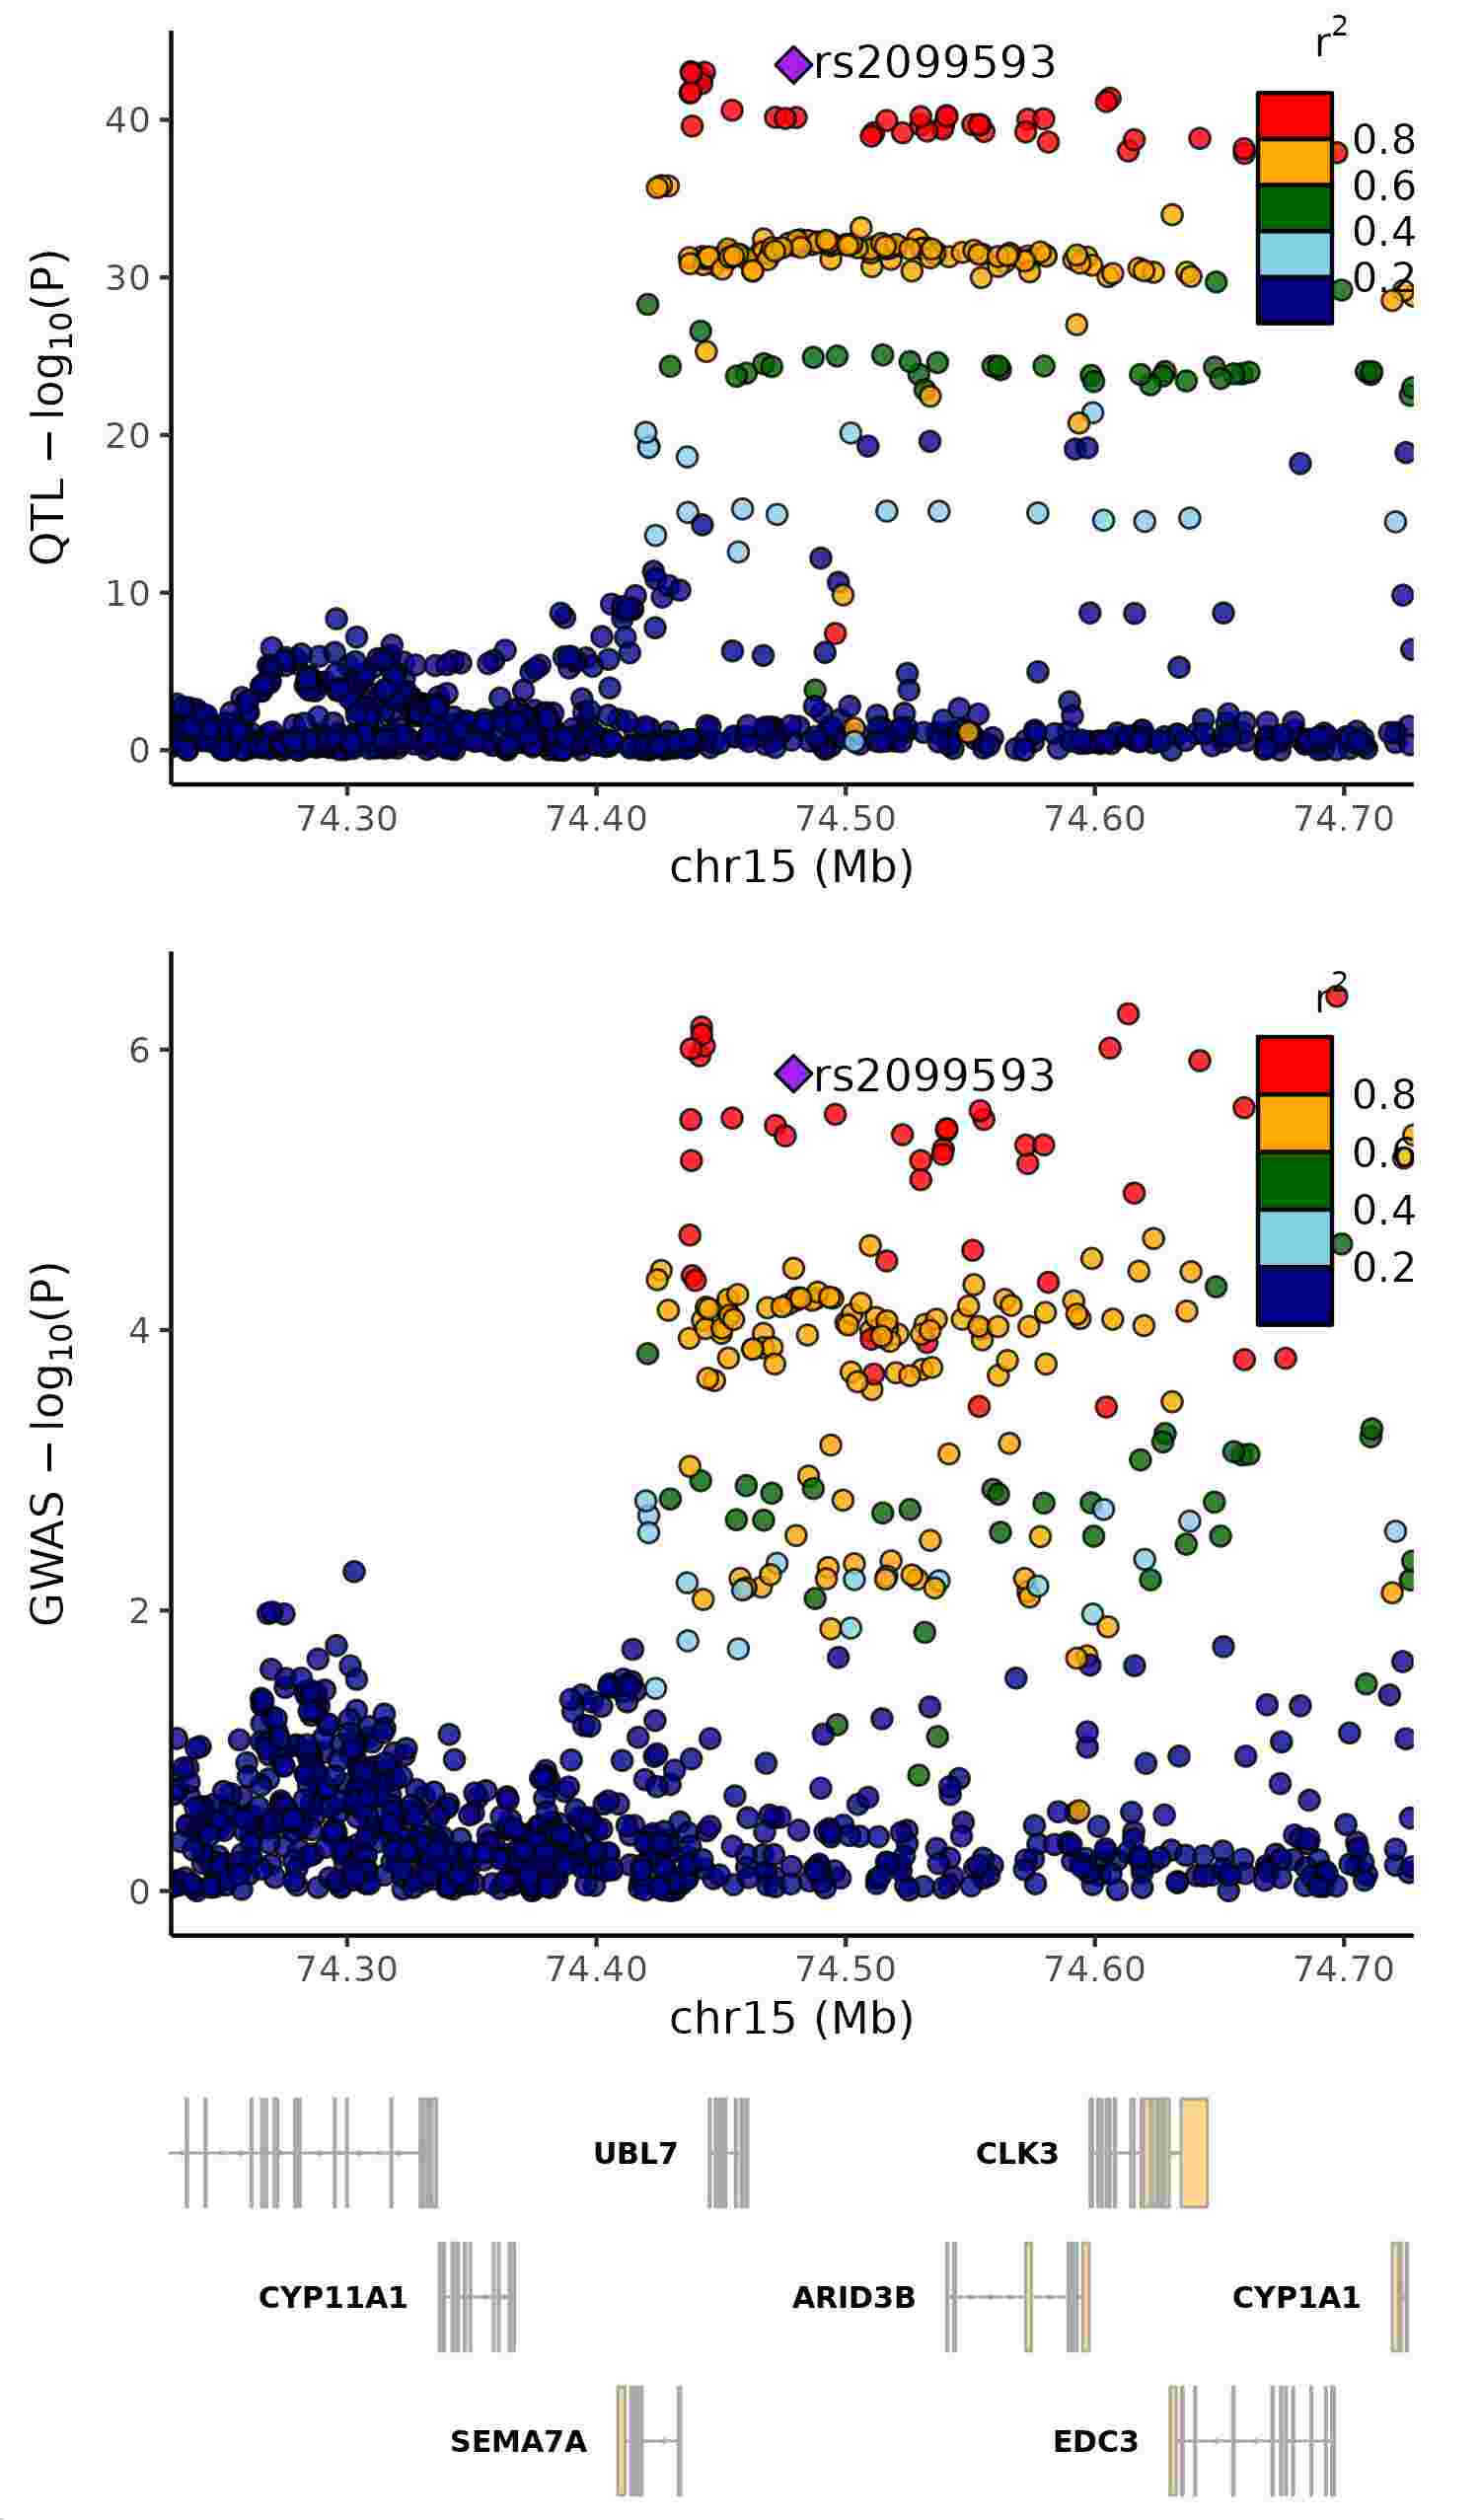 r²
rs2099593
40
30
20
10
0
0.8
0.6
0.4
0.2
QTL −log₁₀(P)
74.30 74.40 74.50 74.60 74.70
chr15 (Mb)
r²
rs2099593
6
4
2
0
0.8
0.6
0.4
0.2
GWAS −log₁₀(P)
74.30 74.40 74.50 74.60 74.70
chr15 (Mb)
UBL7 CLK3
CYP11A1 ARID3B CYP1A1
SEMA7A EDC3